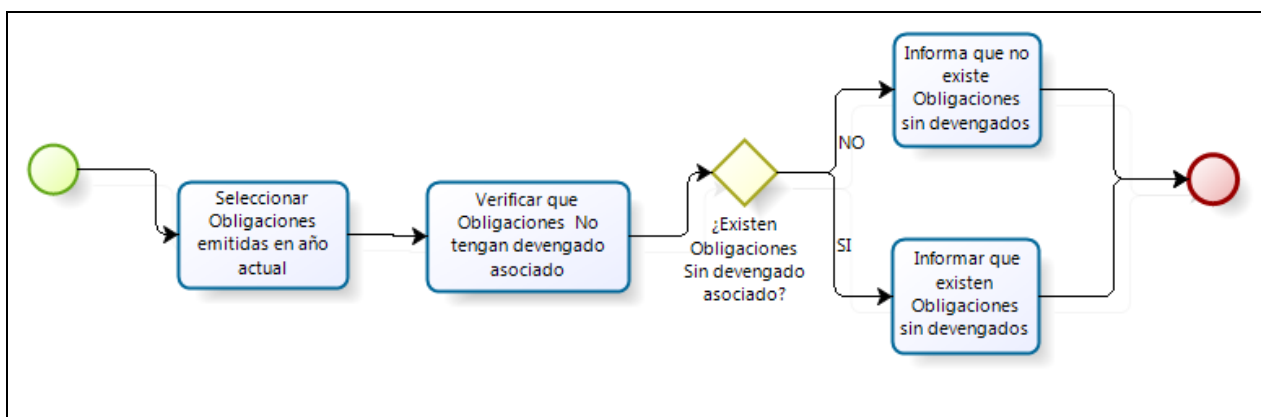 Seleccionar
Obligaciones
emitidas en año
actual
Verificar que
Obligaciones No
tengan devengado
asociado
¿Existen
Obligaciones
Sin devengado
asociado?
NO
Informa que no
existe
Obligaciones
sin devengados
SI
Informar que
existen
Obligaciones
sin devengados